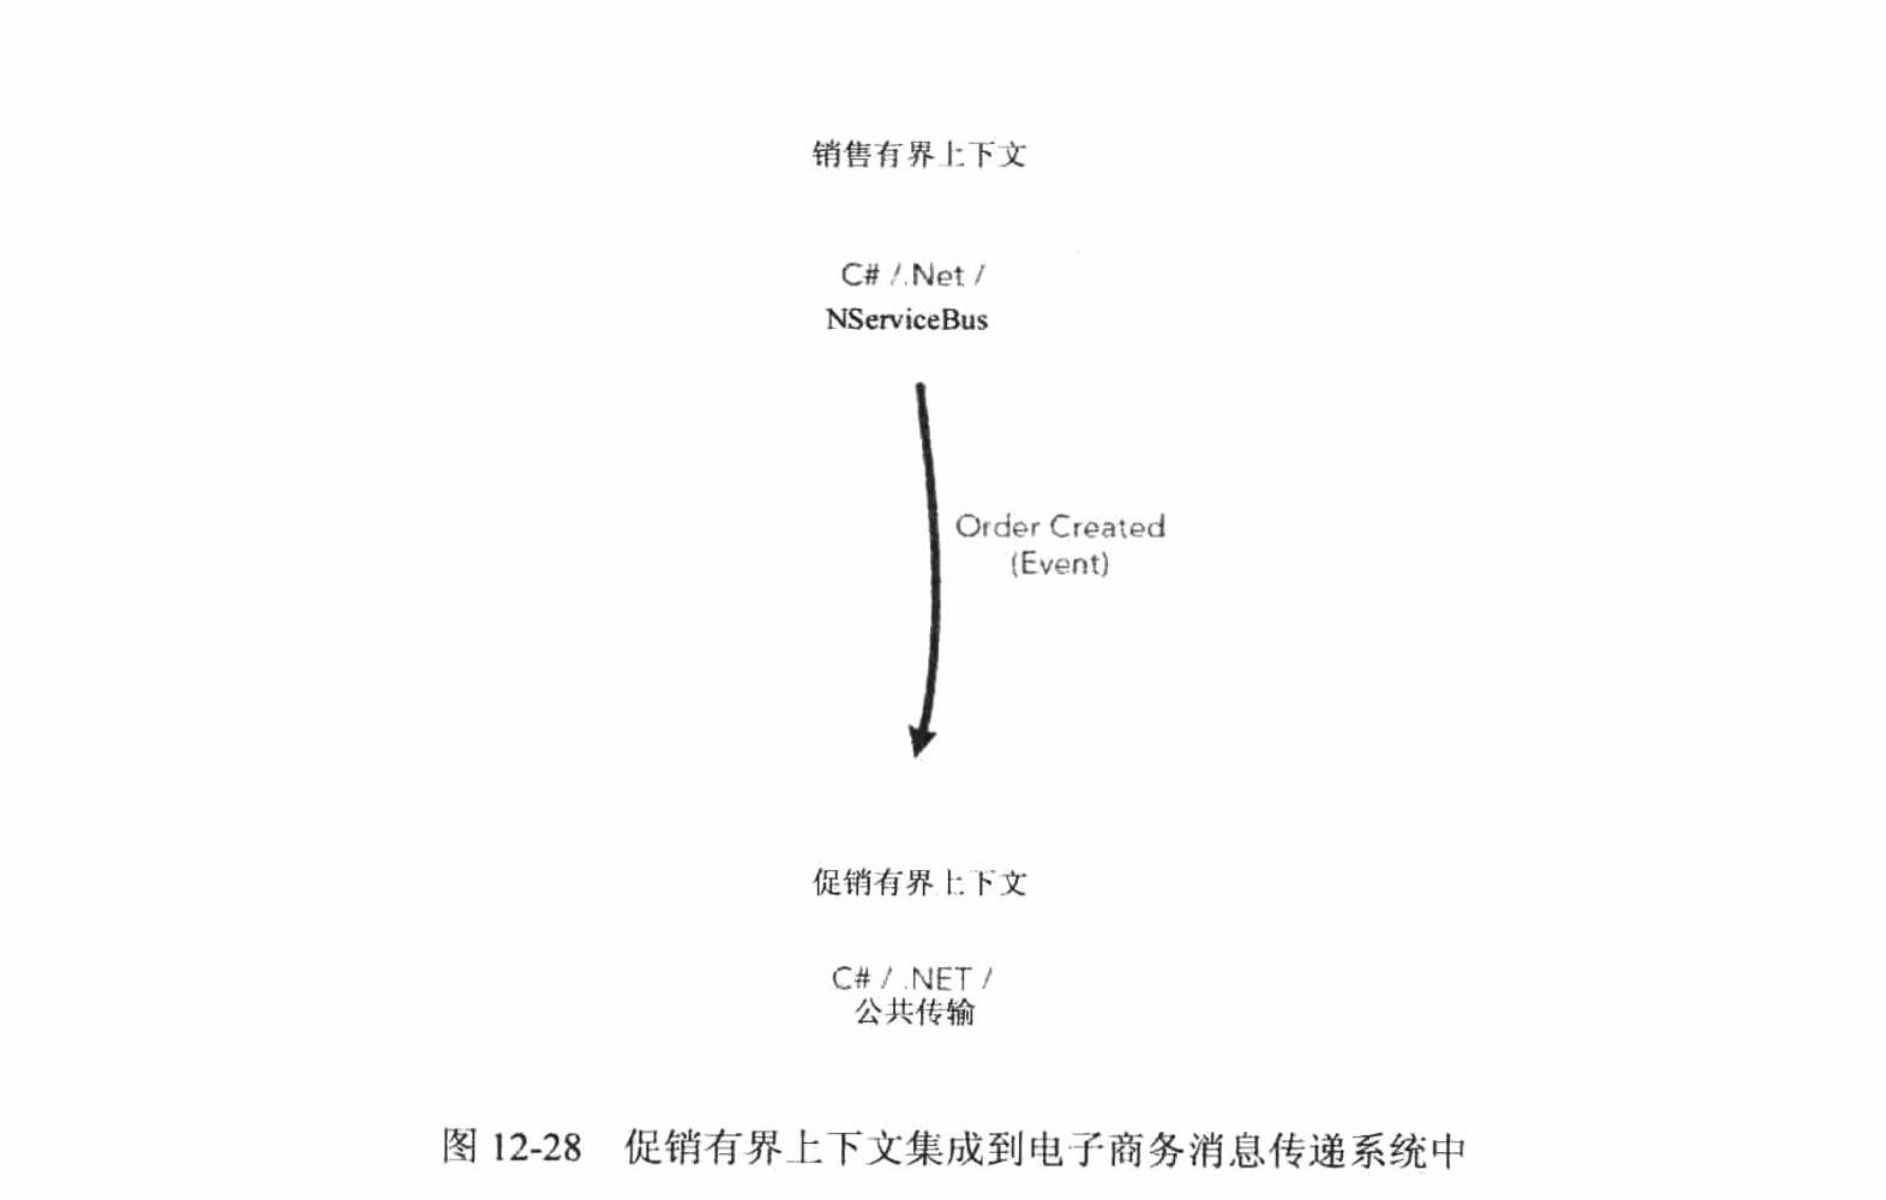 销售有界上下文
C# /.Net /
NServiceBus
Order Created
(Event)
促销有界上下文
C# / .NET /
公共传输
图 12-28 促销有界上下文集成到电子商务消息传递系统中